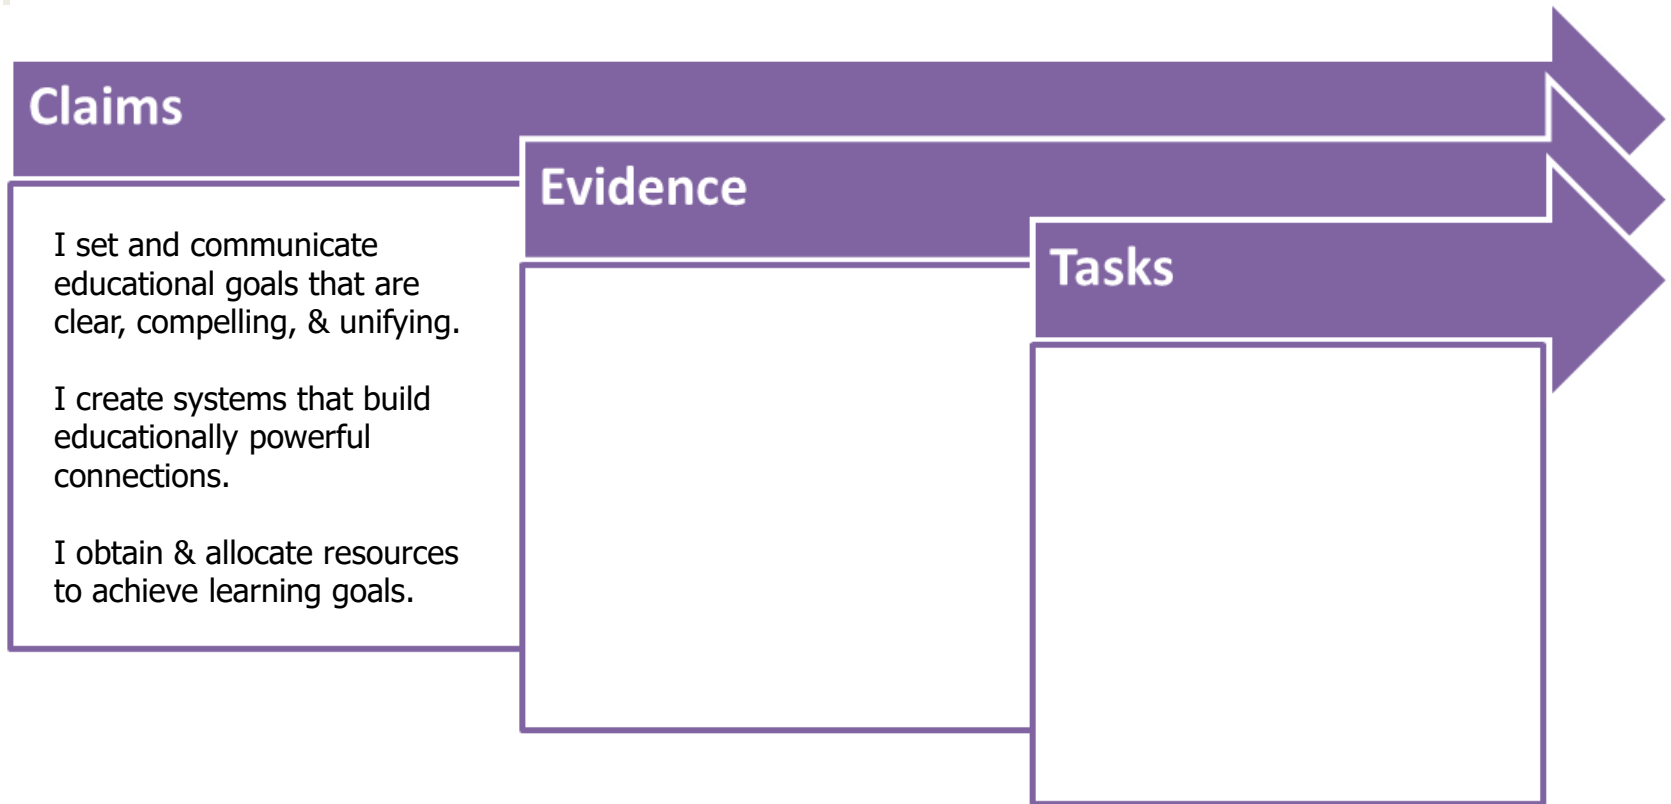 Claims
I set and communicate
educational goals that are
clear, compelling, & unifying.
I create systems that build
educationally powerful
connections.
I obtain & allocate resources
to achieve learning goals.
Evidence
Tasks